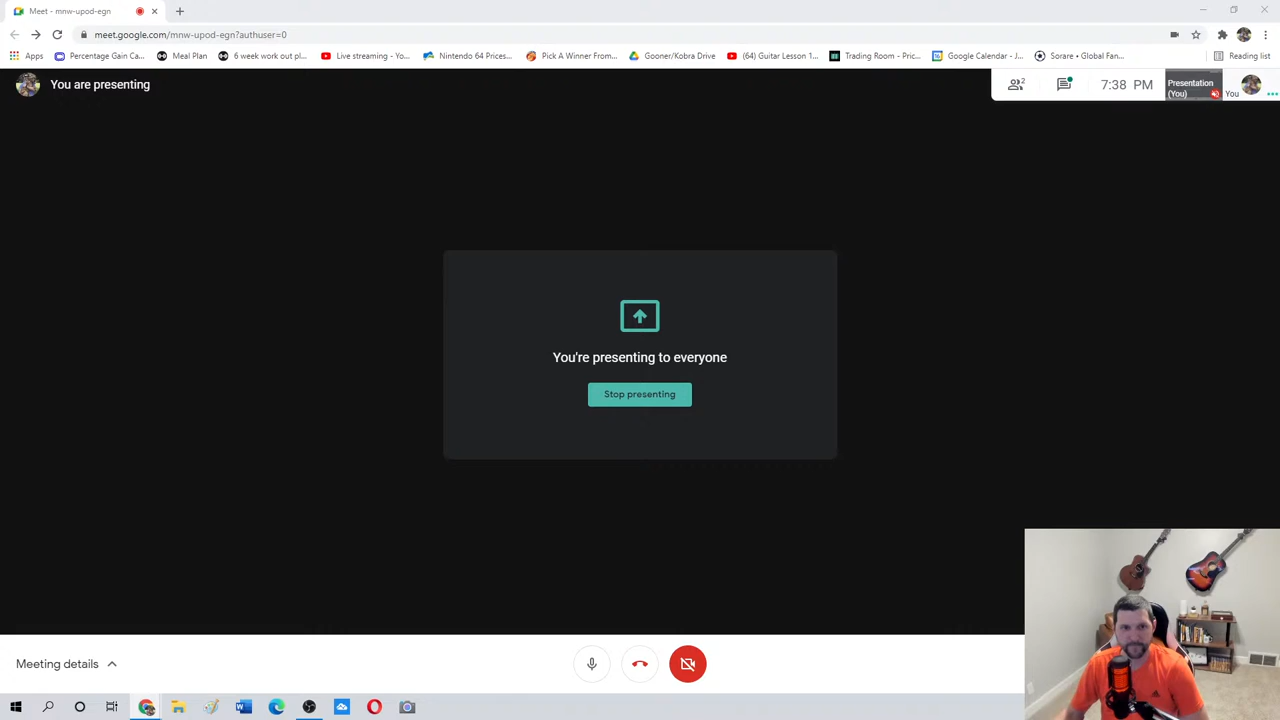 Meet - mnw-upod-egn
meet.google.com/mnw-upod-egn?authuser=0
Apps
Percentage Gain Ca...
Meal Plan
6 week work out pl...
Live streaming - Yo...
Nintendo 64 Prices...
Pick A Winner From...
Gooner/Kobra Drive
(64) Guitar Lesson 1...
Trading Room - Pric...
Google Calendar - J...
Sorare • Global Fan...
Reading list
You are presenting
2
7:38 PM
Presentation
(You)
You
You're presenting to everyone
Stop presenting
Meeting details